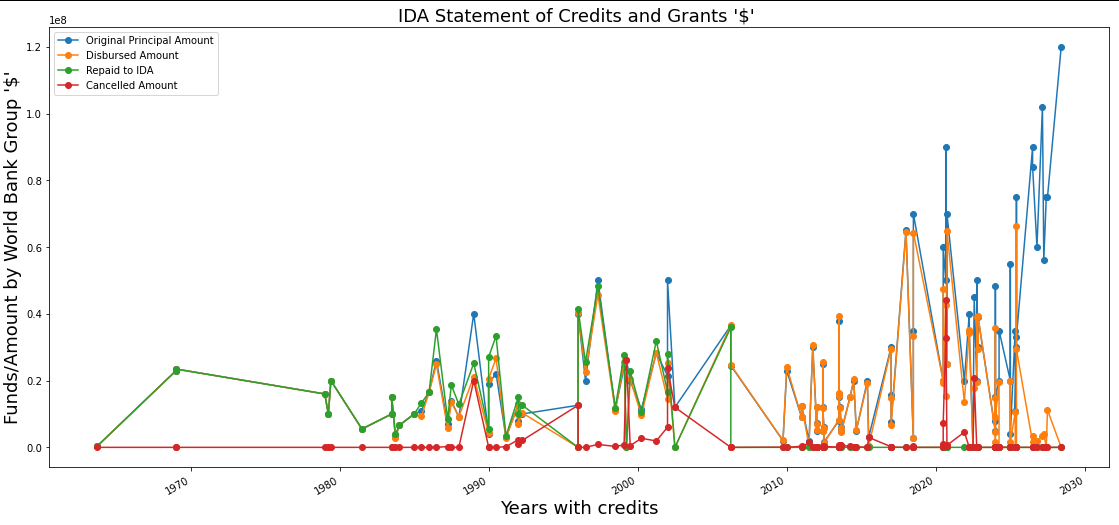 IDA Statement of Credits and Grants '$'
1e8
Original Principal Amount
Disbursed Amount
Repaid to IDA
Cancelled Amount
Funds/Amount by World Bank Group '$'
1.2
1.0
0.8
0.6
0.4
0.2
0.0
1970
1980
1990
2000
2010
2020
2030
Years with credits